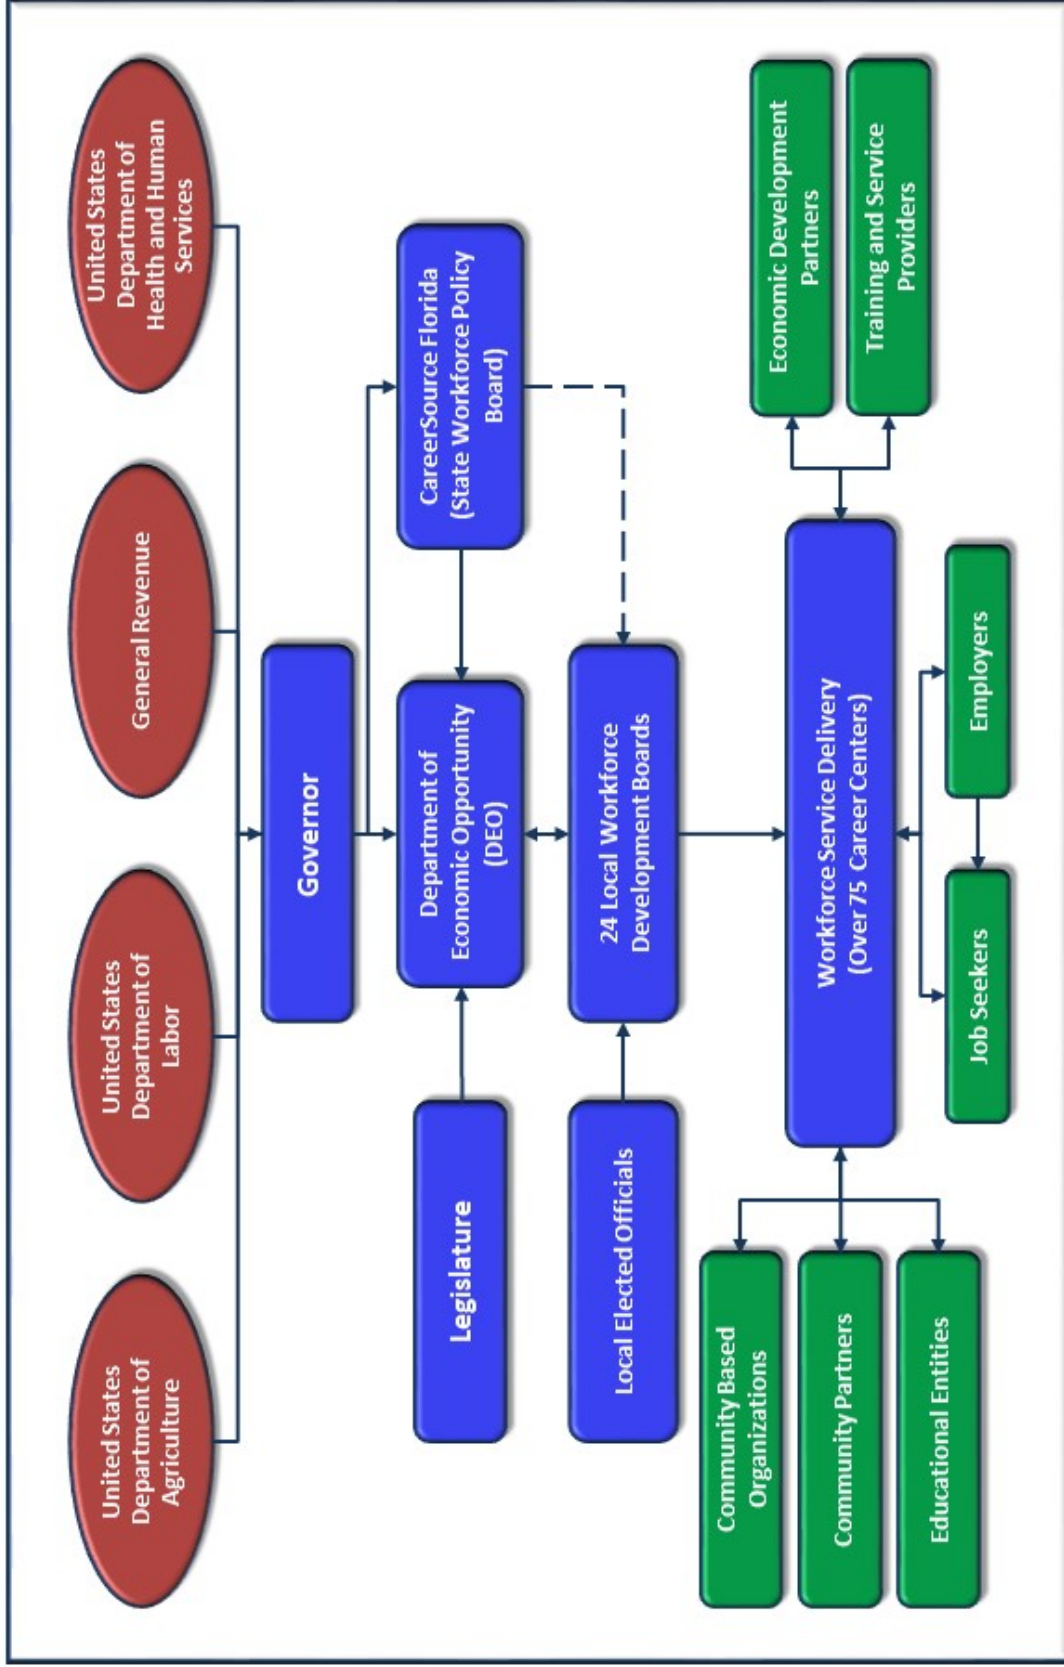 United States
Department of
Agriculture
United States
Department of
Labor
General Revenue
United States
Department of
Health and Human
Services
Governor
Legislature
Department of
Economic Opportunity
(DEO)
CareerSource Florida
(State Workforce Policy
Board)
Local Elected Officials
24 Local Workforce
Development Boards
Community Based
Organizations
Community Partners
Educational Entities
Workforce Service Delivery
(Over 75 Career Centers)
Economic Development
Partners
Training and Service
Providers
Job Seekers
Employers